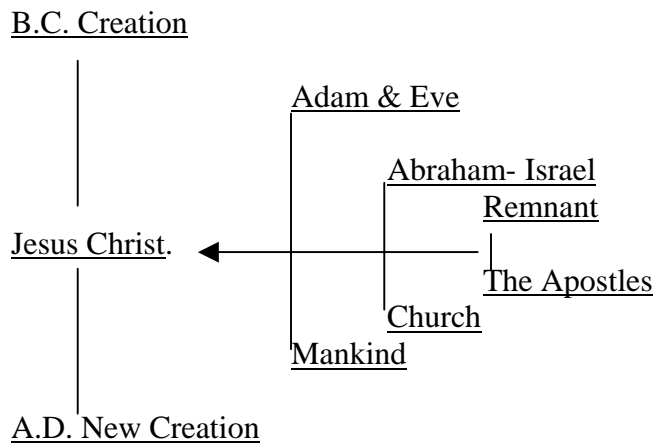 B.C. Creation
Adam & Eve
Abraham- Israel
Remnant
Jesus Christ.
The Apostles
Church
Mankind
A.D. New Creation